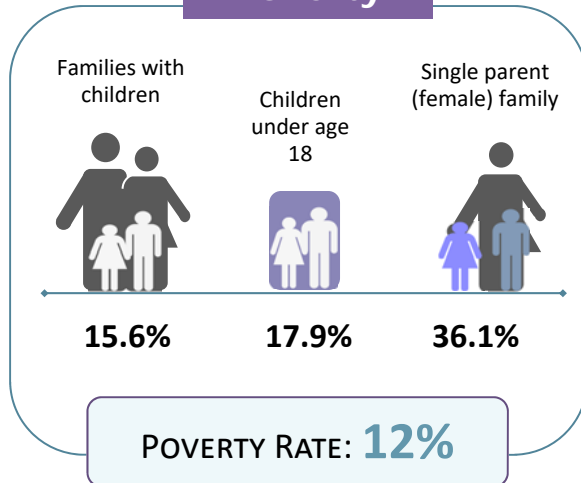 Families with
children
Children
under age
18
Single parent
(female) family
15.6%
17.9%
36.1%
POVERTY RATE: 12%